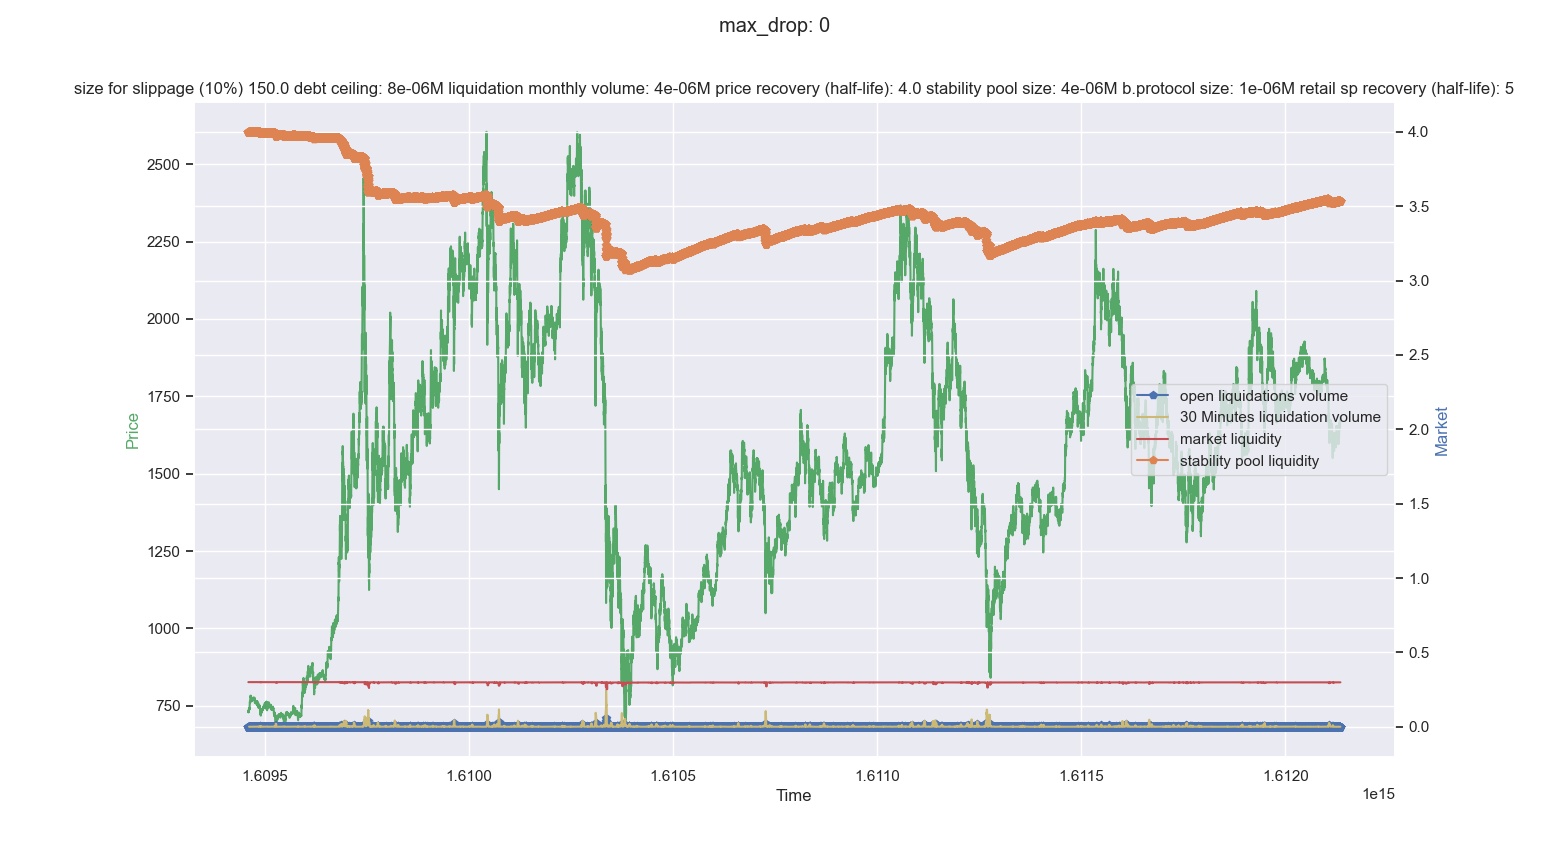 max_drop: 0
size for slippage (10%) 150.0 debt ceiling: 8e-06M liquidation monthly volume: 4e-06M price recovery (half-life): 4.0 stability pool size: 4e-06M b.protocol size: 1e-06M retail sp recovery (half-life): 5
4.0
2500
3.5
2250
3.0
2000
2.5
1750
open liquidations volume
30 Minutes liquidation volume
market liquidity
stability pool liquidity
Price
2.0
Market
1500
1.5
1250
1.0
1000
0.5
750
0.0
1.6095 1.6100 1.6105 1.6110 1.6115 1.6120
Time
1e15